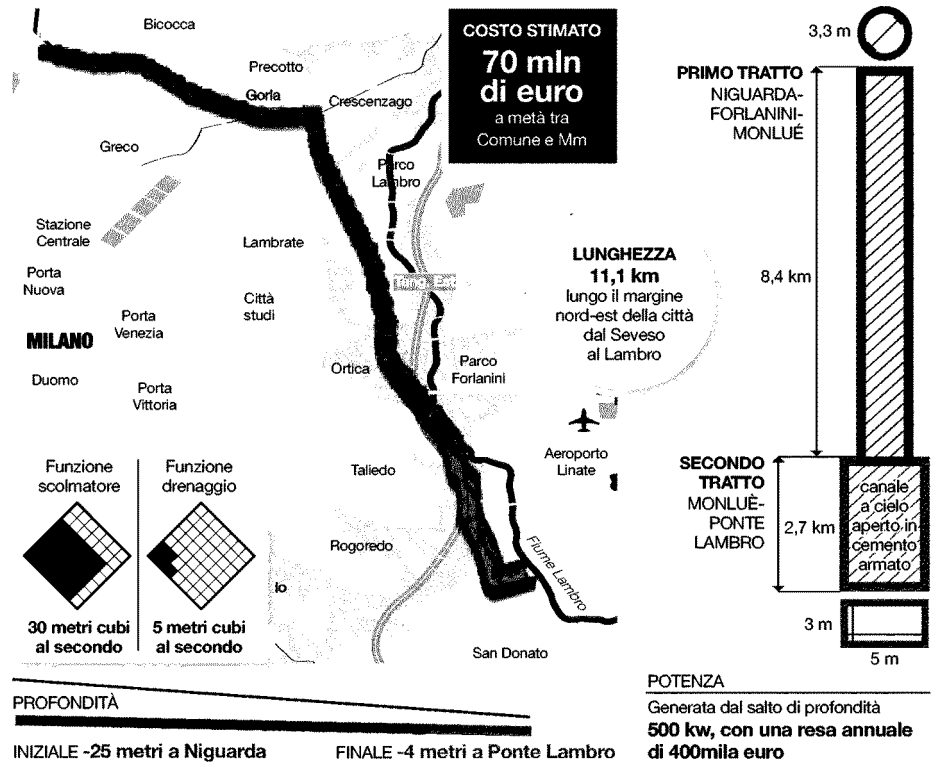 Bicocca
Precotto
Gorla
Crescenzago
Greco
Parco
Lambro
Stazione
Centrale
Lambrate
Porta
Nuova
Città
studi
Porta
Venezia
MILANO
Duomo
Porta
Vittoria
Tang. Est
Ortica
Parco
Forlanini
Aeroporto
Linate
Taliedo
Rogoredo
Fiume Lambro
San Donato
COSTO STIMATO
70 mln
di euro
a metà tra
Comune e Mm
LUNGHEZZA
11,1 km
lungo il margine
nord-est della città
dal Seveso
al Lambro
3,3 m
PRIMO TRATTO
NIGUARDA-
FORLANINI-
MONLUÉ
8,4 km
SECONDO
TRATTO
MONLUÈ-
PONTE
LAMBRO
2,7 km
canale
a cielo
aperto in
cemento
armato
3 m
5 m
Funzione
scolmatore
30 metri cubi
al secondo
Funzione
drenaggio
5 metri cubi
al secondo
lo
PROFONDITÀ
INIZIALE -25 metri a Niguarda
FINALE -4 metri a Ponte Lambro
POTENZA
Generata dal salto di profondità
500 kw, con una resa annuale
di 400mila euro